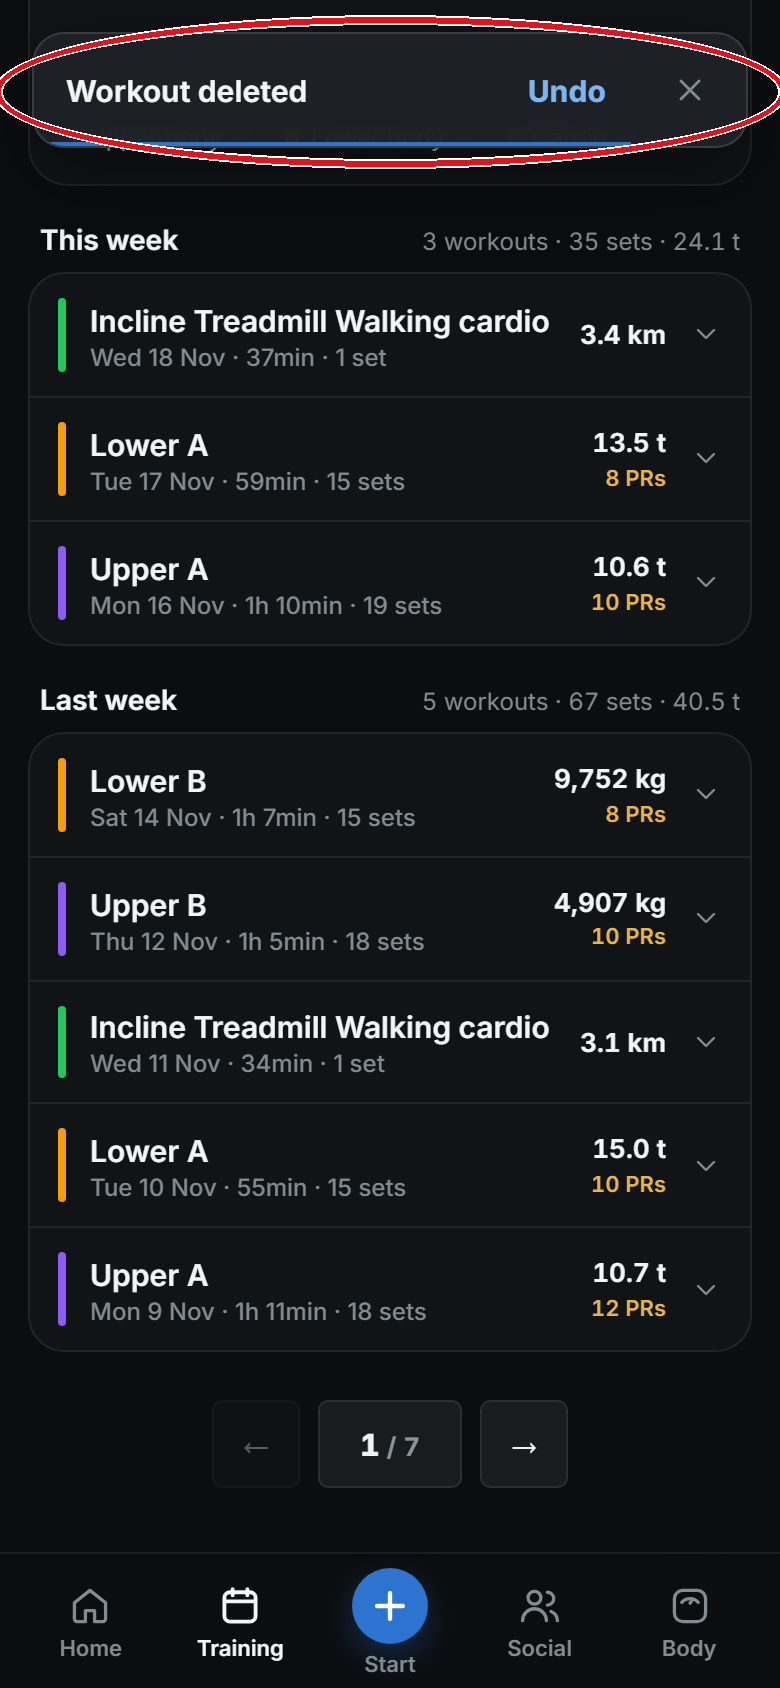 Workout deleted Undo
This week 3 workouts · 35 sets · 24.1 t
Incline Treadmill Walking cardio 3.4 km
Wed 18 Nov · 37min · 1 set
Lower A 13.5 t
Tue 17 Nov · 59min · 15 sets 8 PRs
Upper A 10.6 t
Mon 16 Nov · 1h 10min · 19 sets 10 PRs
Last week 5 workouts · 67 sets · 40.5 t
Lower B 9,752 kg
Sat 14 Nov · 1h 7min · 15 sets 8 PRs
Upper B 4,907 kg
Thu 12 Nov · 1h 5min · 18 sets 10 PRs
Incline Treadmill Walking cardio 3.1 km
Wed 11 Nov · 34min · 1 set
Lower A 15.0 t
Tue 10 Nov · 55min · 15 sets 10 PRs
Upper A 10.7 t
Mon 9 Nov · 1h 11min · 18 sets 12 PRs
← 1 / 7 →
Home Training Start Social Body